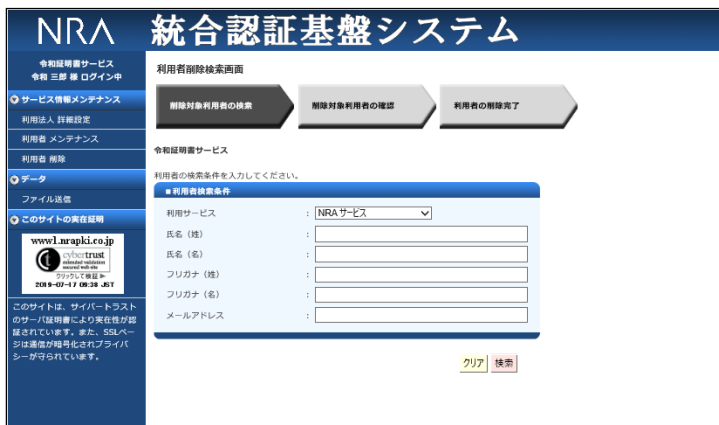 NRA 統合認証基盤システム
令和証明書サービス
令和 三郎 様 ログイン中
サービス情報メンテナンス
利用法人 詳細設定
利用者 メンテナンス
利用者 削除
データ
ファイル送信
このサイトの実在証明
www1.nrapki.co.jp
cybertrust
extended validation
secured web site
クリックして検証
2019-07-17 09:38 JST
このサイトは、サイバートラスト
のサーバ証明書により実在性が認
証されています。また、SSLペー
ジは通信が暗号化されプライバ
シーが守られています。
利用者削除検索画面
削除対象利用者の検索
削除対象利用者の確認
利用者の削除完了
令和証明書サービス
利用者の検索条件を入力してください。
■利用者検索条件
利用サービス : NRAサービス
氏名（姓） :
氏名（名） :
フリガナ（姓） :
フリガナ（名） :
メールアドレス :
クリア 検索